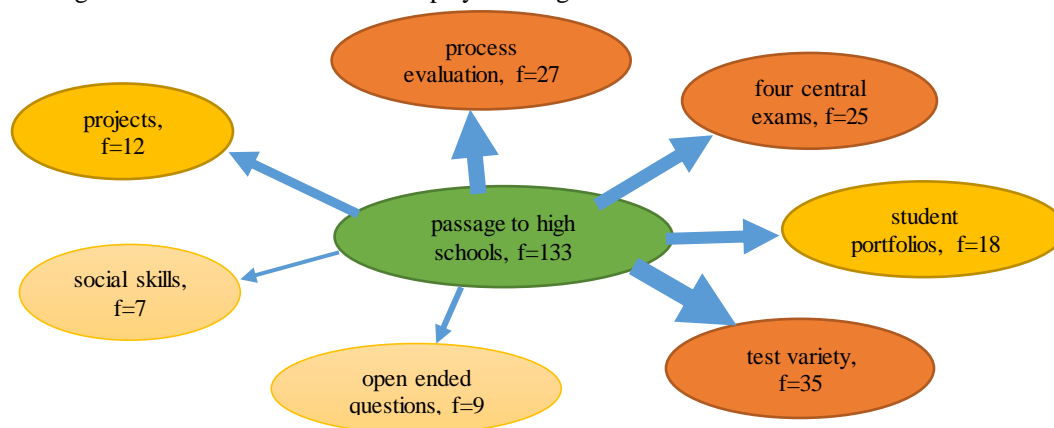 process
evaluation, f=27
four central
exams, f=25
projects,
f=12
passage to high
schools, f=133
student
portfolios, f=18
social skills,
f=7
test variety,
f=35
open ended
questions, f=9